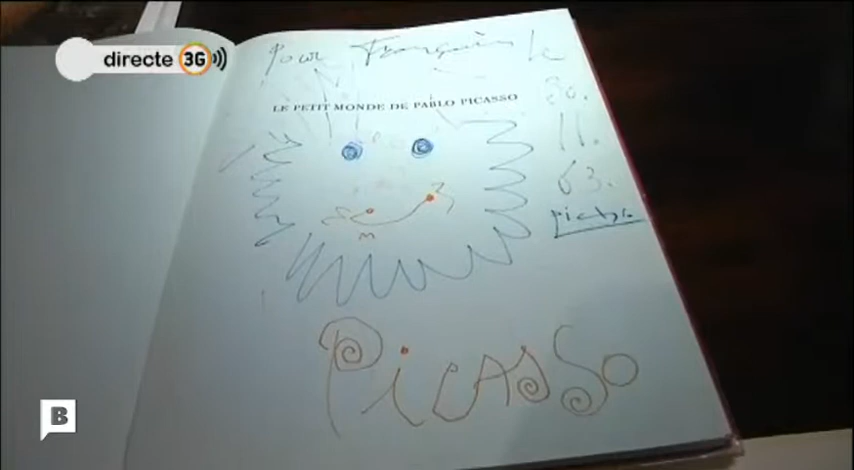 directe 3G
Pour François le
LE PETIT MONDE DE PABLO PICASSO
30.
11.
63.
Picasso
PicASSO
B